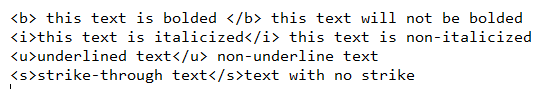 <b> this text is bolded </b> this text will not be bolded
<i>this text is italicized</i> this text is non-italicized
<u>underlined text</u> non-underline text
<s>strike-through text</s>text with no strike